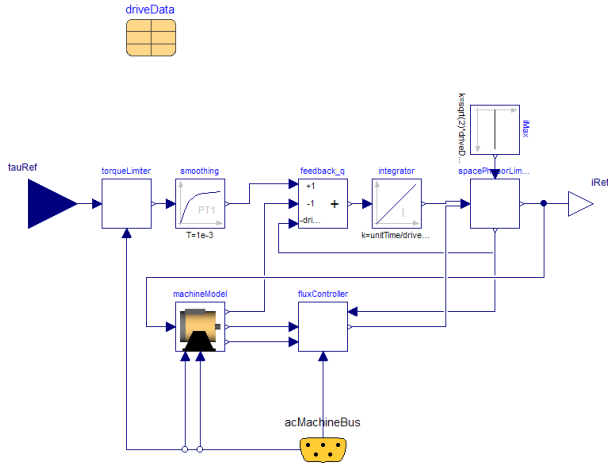 driveData
k=sqrt(2)*driveD...
iMax
tauRef
torqueLimiter
smoothing
feedback_q
integrator
spacePhasorLim...
iRef
PT1
+1
-1
+
-dri...
I
T=1e-3
k=unitTime/drive...
machineModel
fluxController
acMachineBus